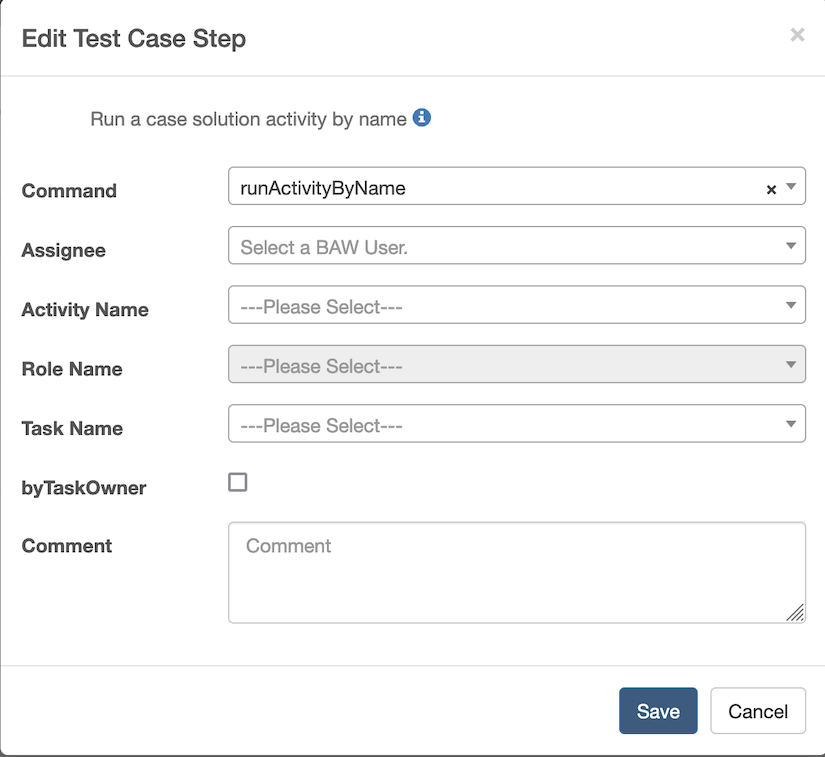 Edit Test Case Step
×
Run a case solution activity by name
Command
runActivityByName
×
Assignee
Select a BAW User.
Activity Name
---Please Select---
Role Name
---Please Select---
Task Name
---Please Select---
byTaskOwner
Comment
Comment
Save
Cancel